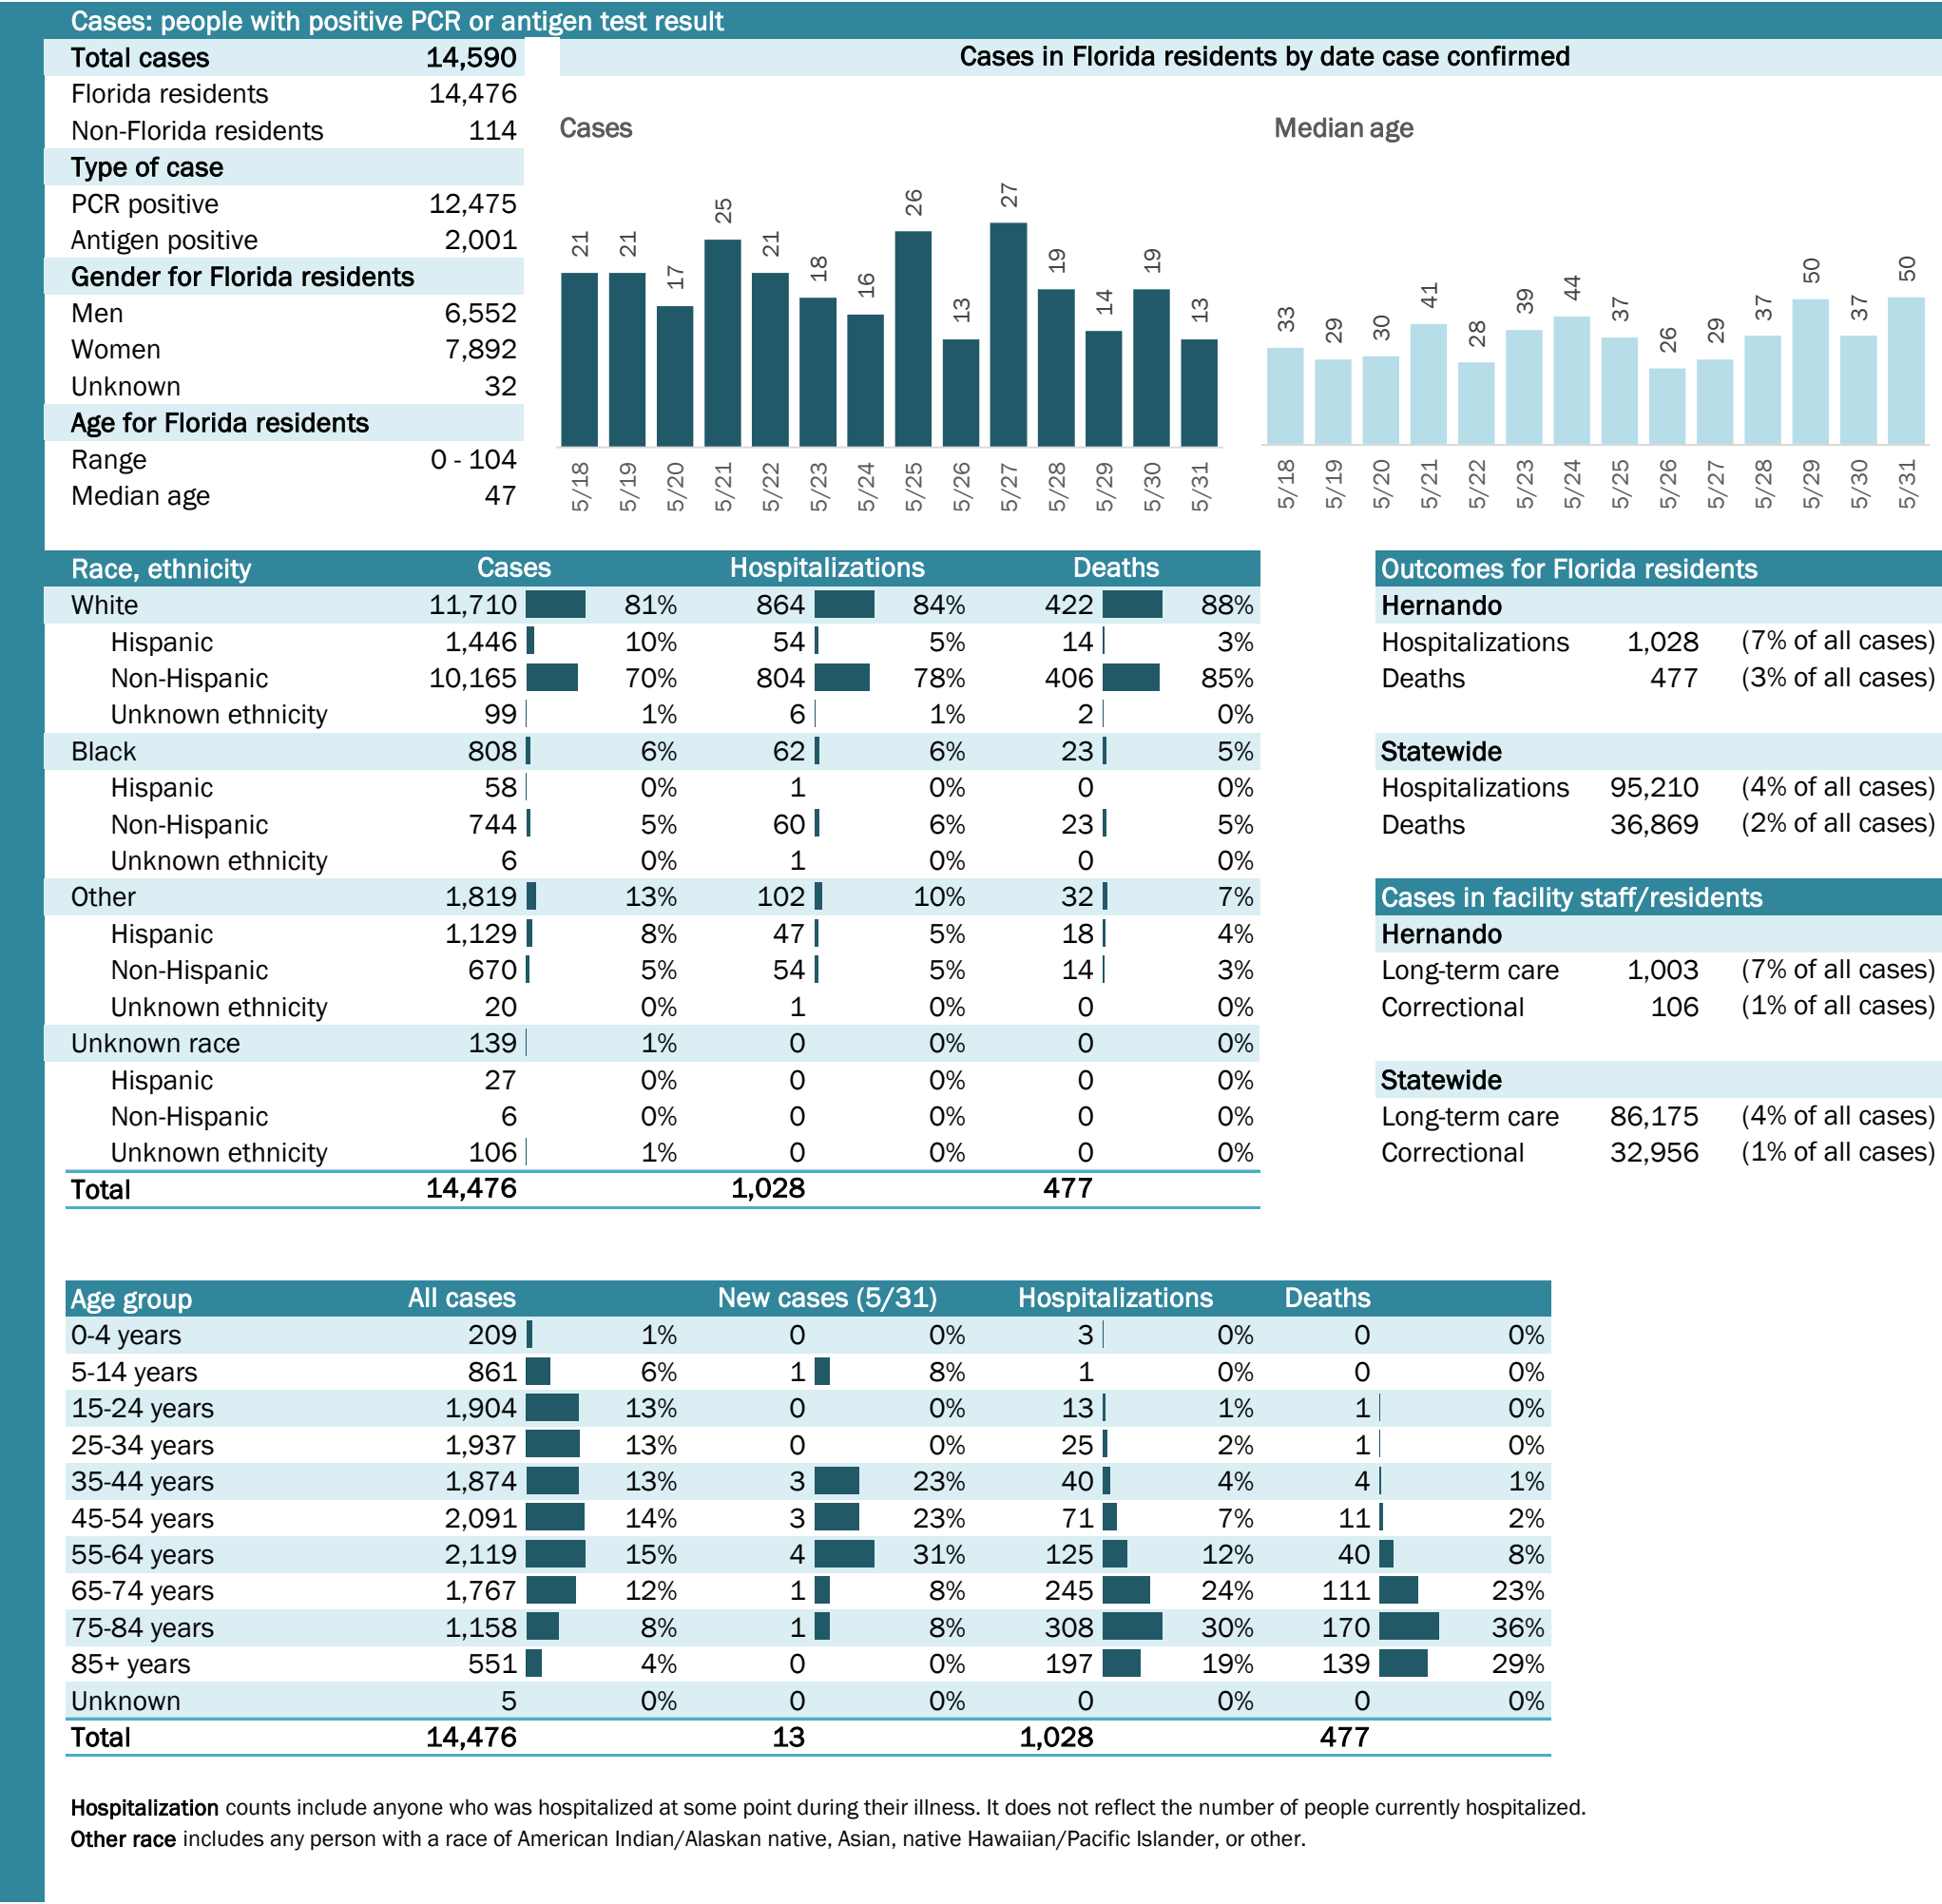 Cases: people with positive PCR or antigen test result
Total cases 14,590
Florida residents 14,476
Non-Florida residents 114
Type of case
PCR positive 12,475
Antigen positive 2,001
Gender for Florida residents
Men 6,552
Women 7,892
Unknown 32
Age for Florida residents
Range 0 - 104
Median age 47
Cases in Florida residents by date case confirmed
Cases
21 21 17 25 21 18 16 26 13 27 19 14 19 13
5/18 5/19 5/20 5/21 5/22 5/23 5/24 5/25 5/26 5/27 5/28 5/29 5/30 5/31
Median age
33 29 30 41 28 39 44 37 26 29 37 50 37 50
5/18 5/19 5/20 5/21 5/22 5/23 5/24 5/25 5/26 5/27 5/28 5/29 5/30 5/31
Race, ethnicity Cases Hospitalizations Deaths
White 11,710 81% 864 84% 422 88%
Hispanic 1,446 10% 54 5% 14 3%
Non-Hispanic 10,165 70% 804 78% 406 85%
Unknown ethnicity 99 1% 6 1% 2 0%
Black 808 6% 62 6% 23 5%
Hispanic 58 0% 1 0% 0 0%
Non-Hispanic 744 5% 60 6% 23 5%
Unknown ethnicity 6 0% 1 0% 0 0%
Other 1,819 13% 102 10% 32 7%
Hispanic 1,129 8% 47 5% 18 4%
Non-Hispanic 670 5% 54 5% 14 3%
Unknown ethnicity 20 0% 1 0% 0 0%
Unknown race 139 1% 0 0% 0 0%
Hispanic 27 0% 0 0% 0 0%
Non-Hispanic 6 0% 0 0% 0 0%
Unknown ethnicity 106 1% 0 0% 0 0%
Total 14,476 1,028 477
Outcomes for Florida residents
Hernando
Hospitalizations 1,028 (7% of all cases)
Deaths 477 (3% of all cases)
Statewide
Hospitalizations 95,210 (4% of all cases)
Deaths 36,869 (2% of all cases)
Cases in facility staff/residents
Hernando
Long-term care 1,003 (7% of all cases)
Correctional 106 (1% of all cases)
Statewide
Long-term care 86,175 (4% of all cases)
Correctional 32,956 (1% of all cases)
Age group All cases New cases (5/31) Hospitalizations Deaths
0-4 years 209 1% 0 0% 3 0% 0 0%
5-14 years 861 6% 1 8% 1 0% 0 0%
15-24 years 1,904 13% 0 0% 13 1% 1 0%
25-34 years 1,937 13% 0 0% 25 2% 1 0%
35-44 years 1,874 13% 3 23% 40 4% 4 1%
45-54 years 2,091 14% 3 23% 71 7% 11 2%
55-64 years 2,119 15% 4 31% 125 12% 40 8%
65-74 years 1,767 12% 1 8% 245 24% 111 23%
75-84 years 1,158 8% 1 8% 308 30% 170 36%
85+ years 551 4% 0 0% 197 19% 139 29%
Unknown 5 0% 0 0% 0 0% 0 0%
Total 14,476 13 1,028 477
Hospitalization counts include anyone who was hospitalized at some point during their illness. It does not reflect the number of people currently hospitalized.
Other race includes any person with a race of American Indian/Alaskan native, Asian, native Hawaiian/Pacific Islander, or other.